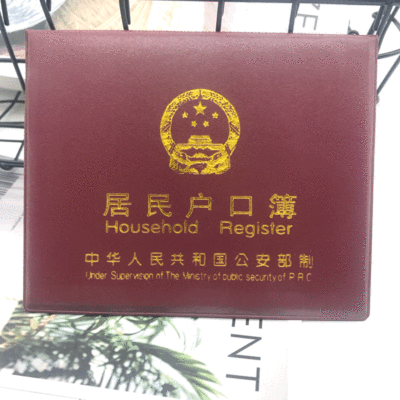 居民户口簿
Household Register
中华人民共和国公安部制
Under Supervision of The Ministry of public security of P.R.C
ENT